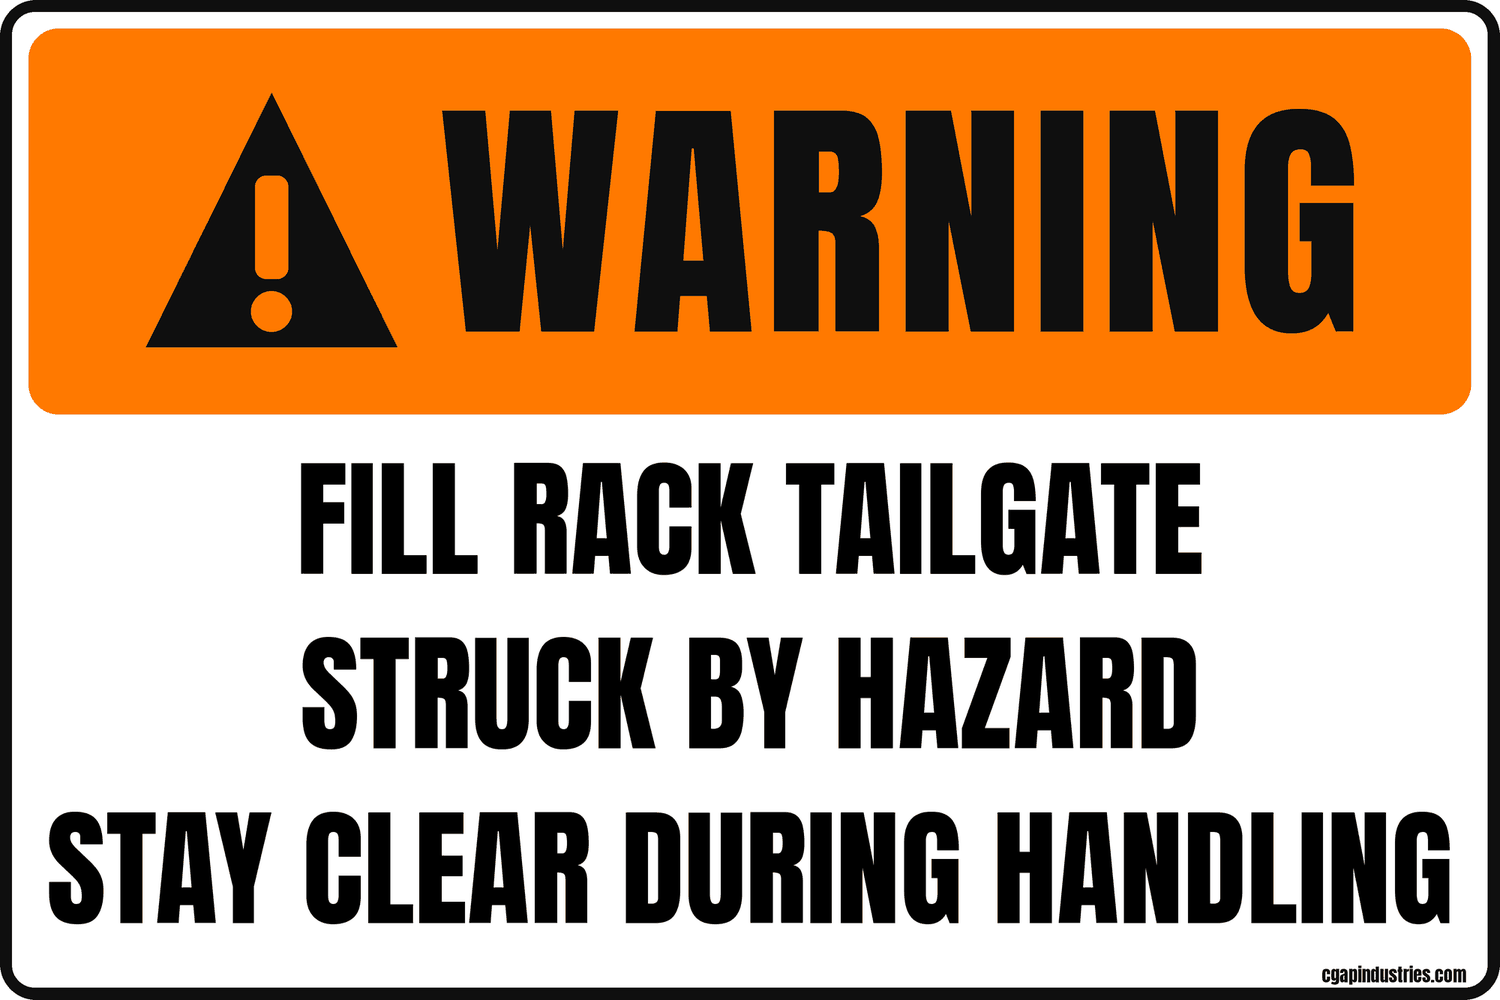 WARNING
FILL RACK TAILGATE
STRUCK BY HAZARD
STAY CLEAR DURING HANDLING
cgapindustries.com